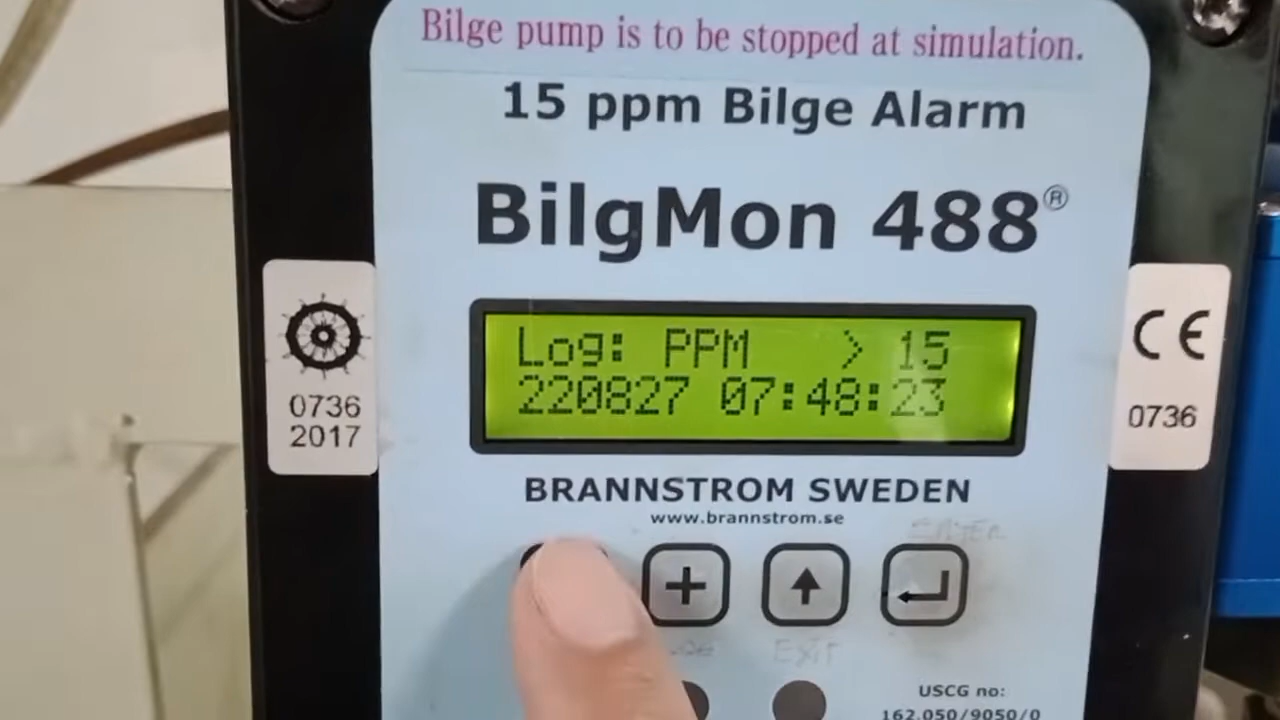 Bilge pump is to be stopped at simulation.
15 ppm Bilge Alarm
BilgMon 488®
Log: PPM > 15
220827 07:48:23
0736
2017
CE
0736
BRANNSTROM SWEDEN
www.brannstrom.se
ENTER
EXIT
USCG no:
162.050/9050/0